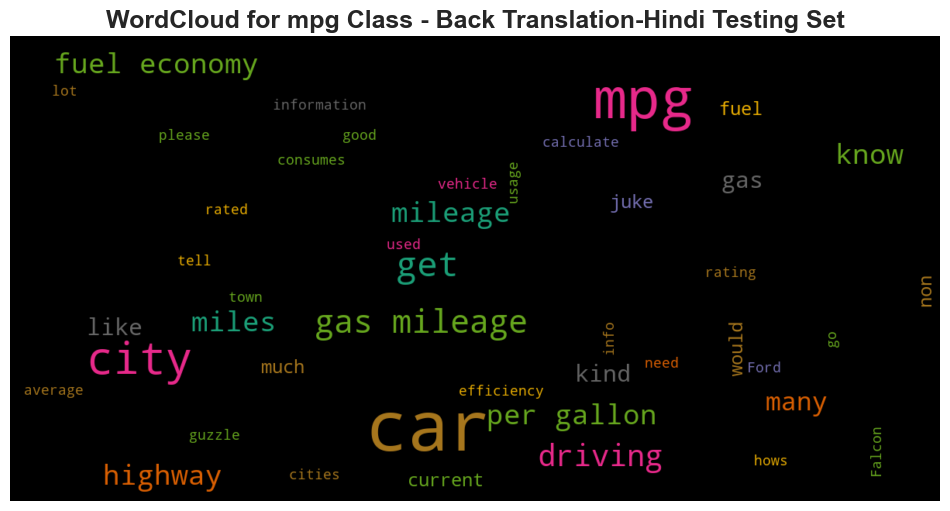 WordCloud for mpg Class - Back Translation-Hindi Testing Set
fuel economy
lot
information
mpg
fuel
please
good
calculate
consumes
know
vehicle
usage
gas
rated
mileage
juke
used
tell
get
rating
town
non
like
miles
gas mileage
info
would
go
city
much
kind
need
Ford
average
efficiency
car
per gallon
many
guzzle
driving
hows
Falcon
highway
cities
current